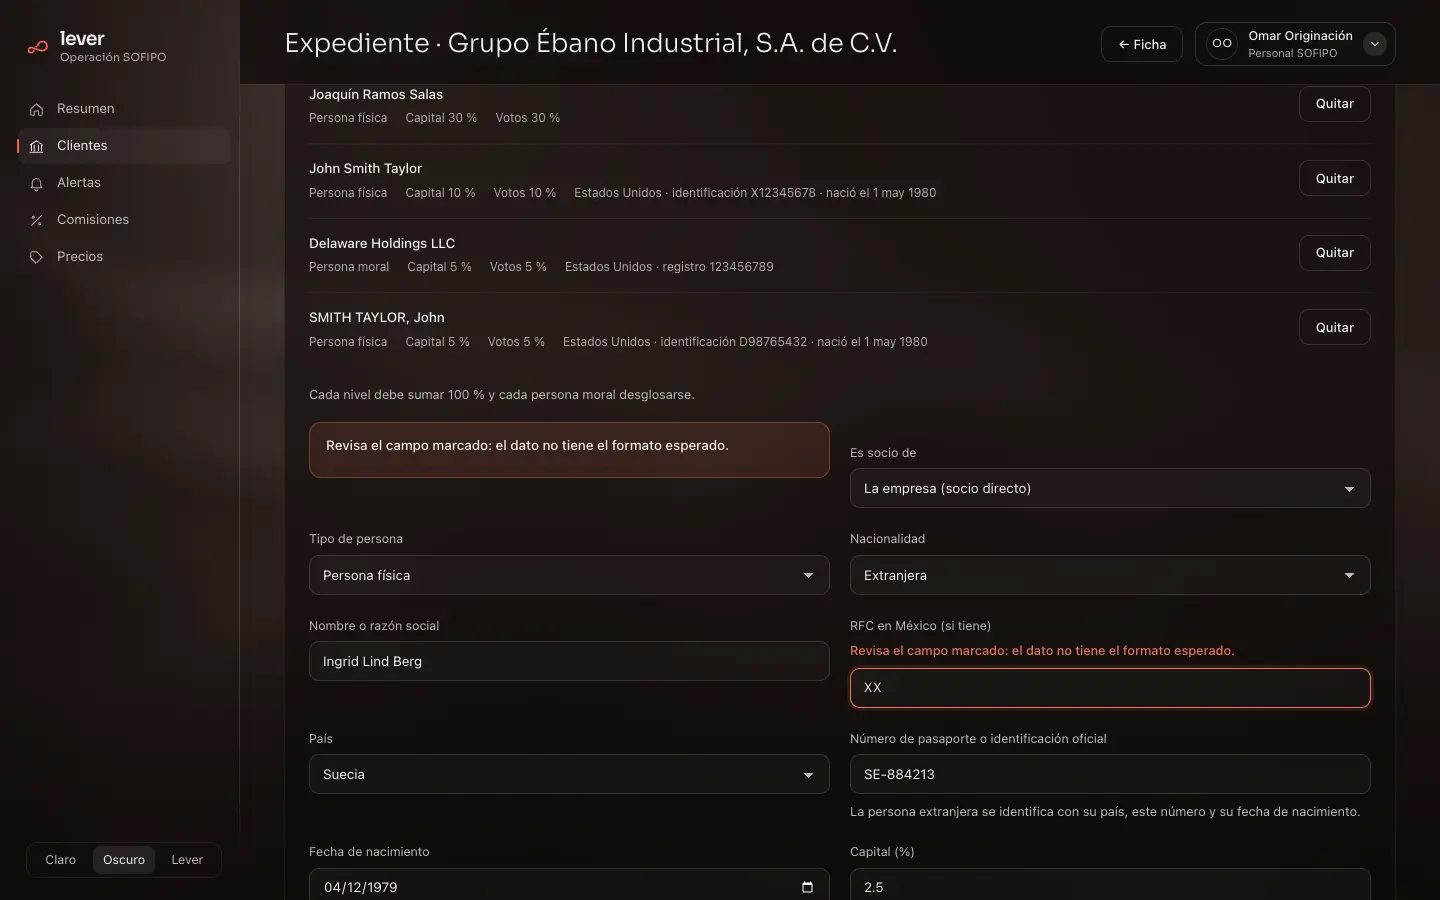 lever
Operación SOFIPO
Expediente · Grupo Ébano Industrial, S.A. de C.V.
← Ficha
OO
Omar Originación
Personal SOFIPO
Resumen
Clientes
Alertas
Comisiones
Precios
Joaquín Ramos Salas
Persona física Capital 30 % Votos 30 %
Quitar
John Smith Taylor
Persona física Capital 10 % Votos 10 % Estados Unidos · identificación X12345678 · nació el 1 may 1980
Quitar
Delaware Holdings LLC
Persona moral Capital 5 % Votos 5 % Estados Unidos · registro 123456789
Quitar
SMITH TAYLOR, John
Persona física Capital 5 % Votos 5 % Estados Unidos · identificación D98765432 · nació el 1 may 1980
Quitar
Cada nivel debe sumar 100 % y cada persona moral desglosarse.
Revisa el campo marcado: el dato no tiene el formato esperado.
Es socio de
La empresa (socio directo)
Tipo de persona
Persona física
Nacionalidad
Extranjera
Nombre o razón social
Ingrid Lind Berg
RFC en México (si tiene)
Revisa el campo marcado: el dato no tiene el formato esperado.
XX
País
Suecia
Número de pasaporte o identificación oficial
SE-884213
La persona extranjera se identifica con su país, este número y su fecha de nacimiento.
Fecha de nacimiento
04/12/1979
Capital (%)
2.5
Claro Oscuro Lever